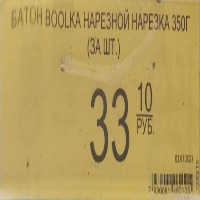 БАТОН BOOLKA НАРЕЗНОЙ НАРЕЗКА 350Г
(ЗА ШТ.)
33 10
РУБ.